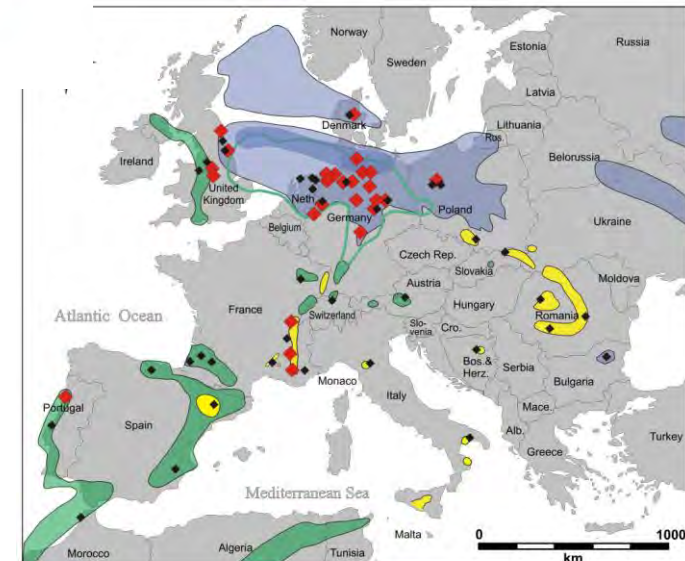 Norway
Sweden
Estonia
Russia
Latvia
Denmark
Lithuania
Rus.
Ireland
United
Kingdom
Belorussia
Neth
Poland
Germany
Belgium
Ukraine
Czech Rep.
Slovakia
Moldova
Austria
France
Switzerland
Hungary
Romania
Atlantic Ocean
Slo-
venia
Cro.
Bos.&
Herz.
Serbia
Monaco
Italy
Bulgaria
Portugal
Spain
Mace.
Alb.
Greece
Turkey
Mediterranean Sea
Malta
0 1000
km
Morocco
Algeria
Tunisia